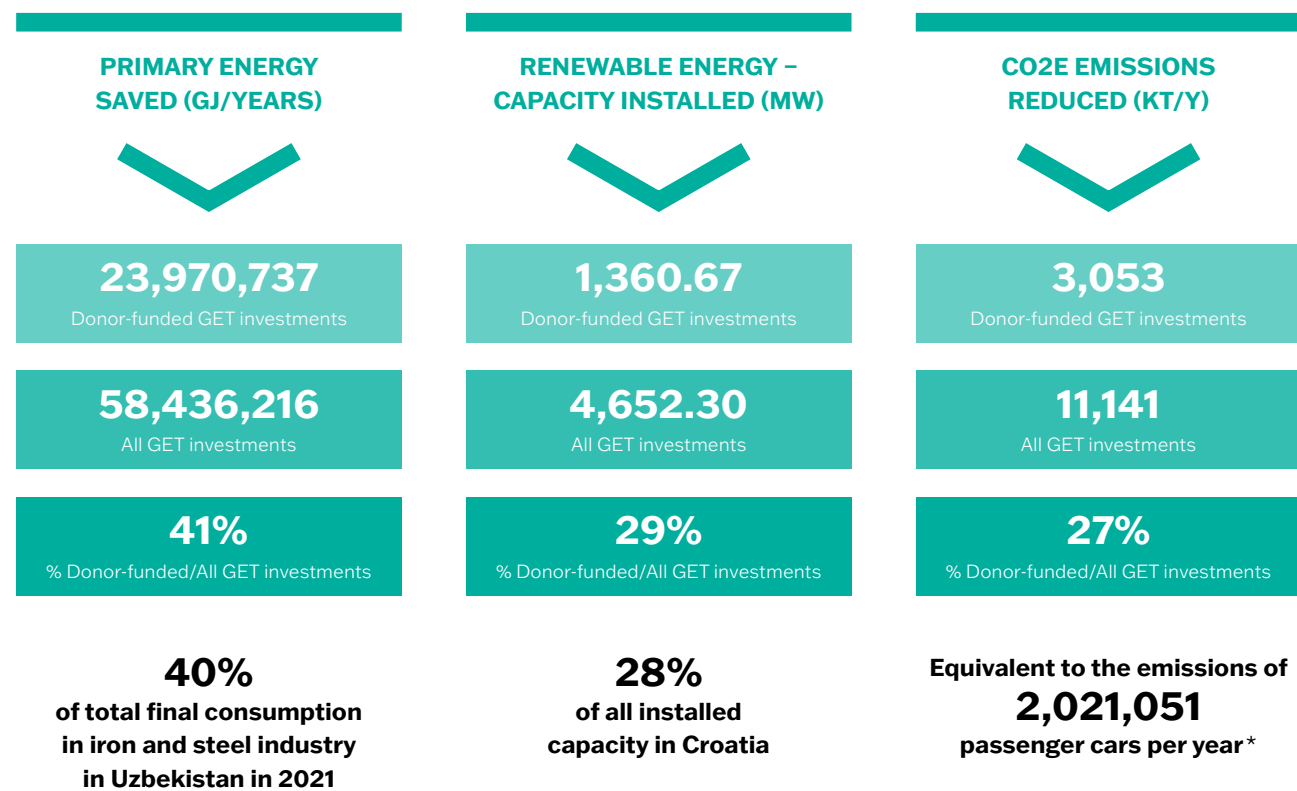 PRIMARY ENERGY
SAVED (GJ/YEARS)
23,970,737
Donor-funded GET investments
58,436,216
All GET investments
41%
% Donor-funded/All GET investments
40%
of total final consumption
in iron and steel industry
in Uzbekistan in 2021
RENEWABLE ENERGY –
CAPACITY INSTALLED (MW)
1,360.67
Donor-funded GET investments
4,652.30
All GET investments
29%
% Donor-funded/All GET investments
28%
of all installed
capacity in Croatia
CO2E EMISSIONS
REDUCED (KT/Y)
3,053
Donor-funded GET investments
11,141
All GET investments
27%
% Donor-funded/All GET investments
Equivalent to the emissions of
2,021,051
passenger cars per year*